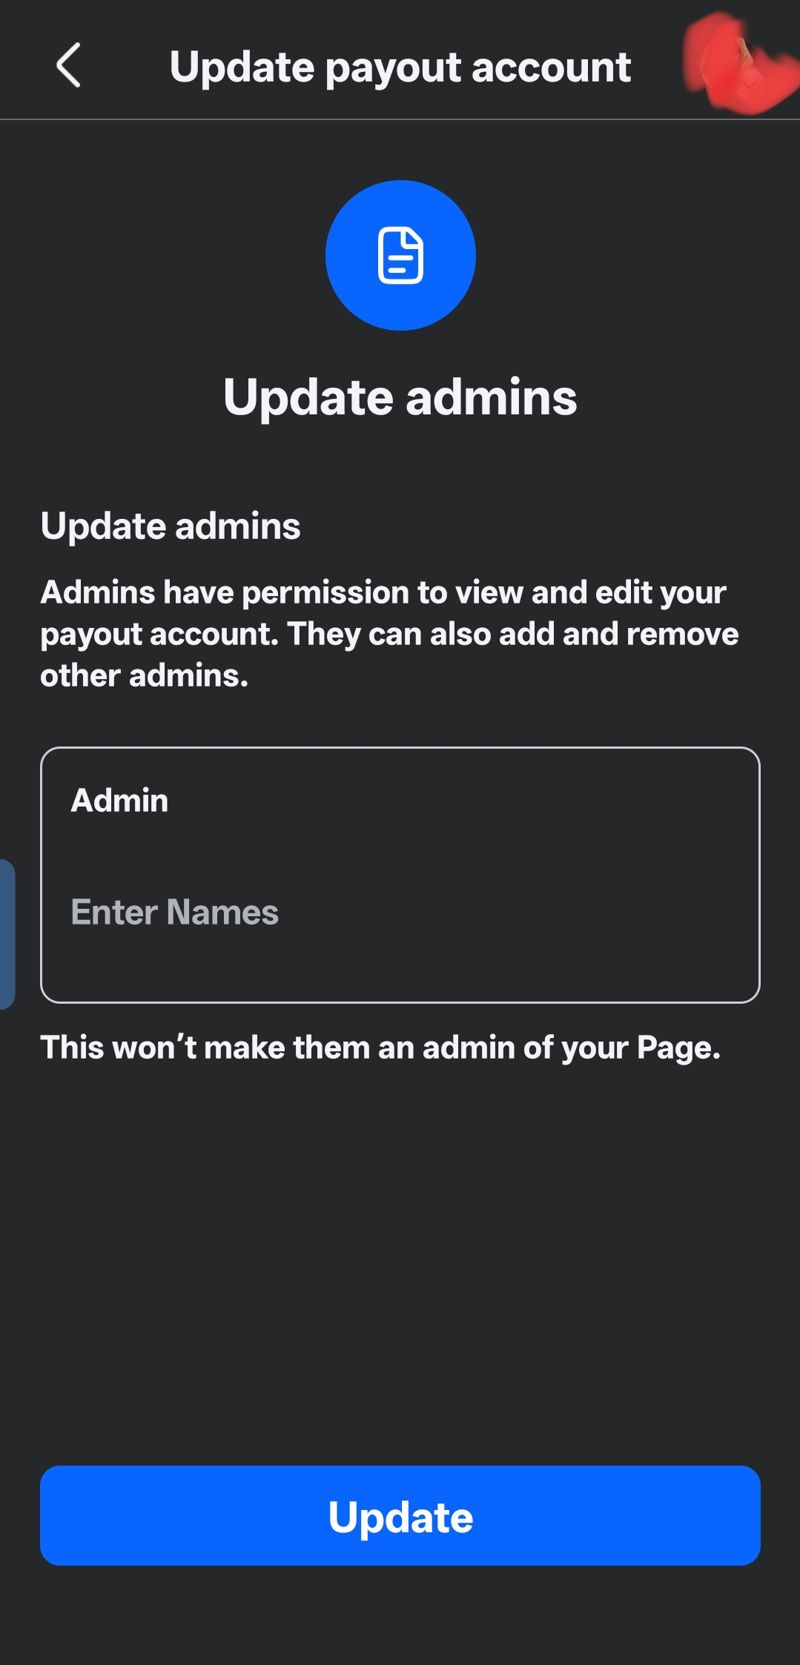 Update payout account
Update admins
Update admins
Admins have permission to view and edit your
payout account. They can also add and remove
other admins.
Admin
Enter Names
This won’t make them an admin of your Page.
Update